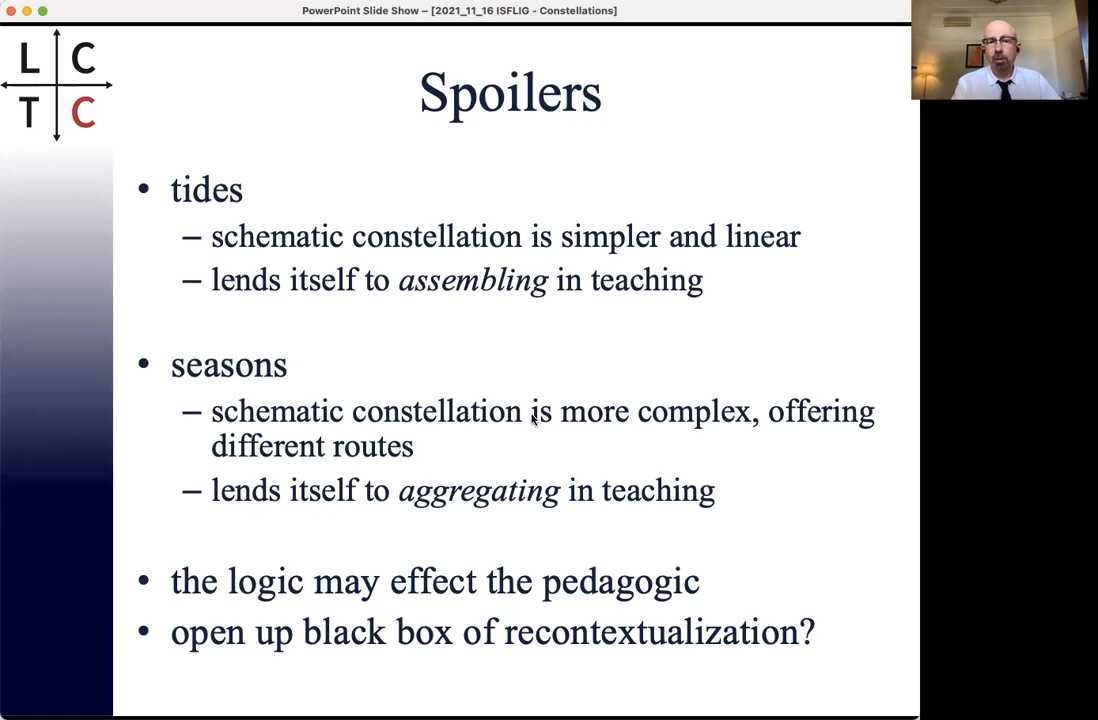 PowerPoint Slide Show – [2021_11_16 ISFLIG - Constellations]
L C
T C
Spoilers
• tides
– schematic constellation is simpler and linear
– lends itself to assembling in teaching
• seasons
– schematic constellation is more complex, offering
different routes
– lends itself to aggregating in teaching
• the logic may effect the pedagogic
• open up black box of recontextualization?